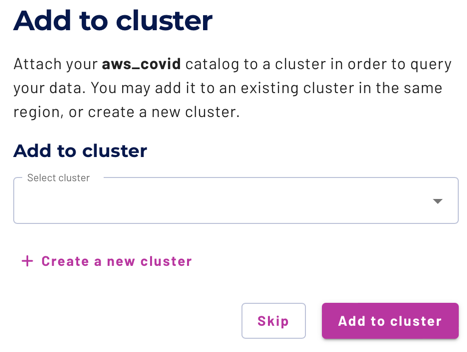 Add to cluster
Attach your aws_covid catalog to a cluster in order to query
your data. You may add it to an existing cluster in the same
region, or create a new cluster.
Add to cluster
Select cluster
+ Create a new cluster
Skip
Add to cluster